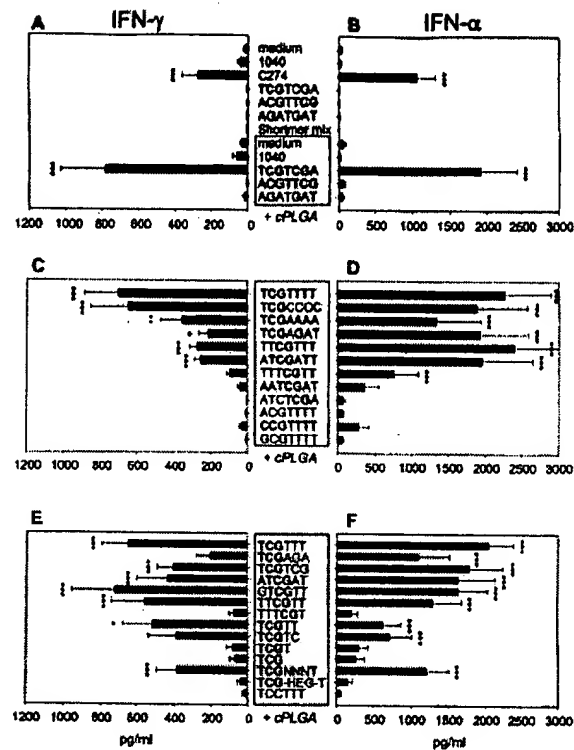 IFN-γ
IFN-α
A
B
medium
1040
C274
TCGTCGA
ACGTTCG
AGATGAT
Shortmer mix
medium
1040
TCGTCGA
ACGTTCG
AGATGAT
+ cPLGA
1200 1000 800 600 400 200
0 500 1000 1500 2000 2500 3000
C
D
TCGTTTT
TCGCCCC
TCGAAAA
TCGAGAT
TTCGTTT
ATCGATT
TTTCGTT
AATCGAT
ATCTCGA
ACGTTTT
CCGTTTT
GCGTTTT
+ cPLGA
1200 1000 800 600 400 200
0 500 1000 1500 2000 2500 3000
E
F
TCGTTT
TCGAGA
TCGTCG
ATCGAT
GTCGTT
TTCGTT
TTTCGT
TCGTT
TCGTC
TCGT
TCG
TCGNNNT
TCG-HEG-T
TCCTTT
+ cPLGA
1200 1000 800 600 400 200
0 500 1000 1500 2000 2500 3000
pg/ml
pg/ml